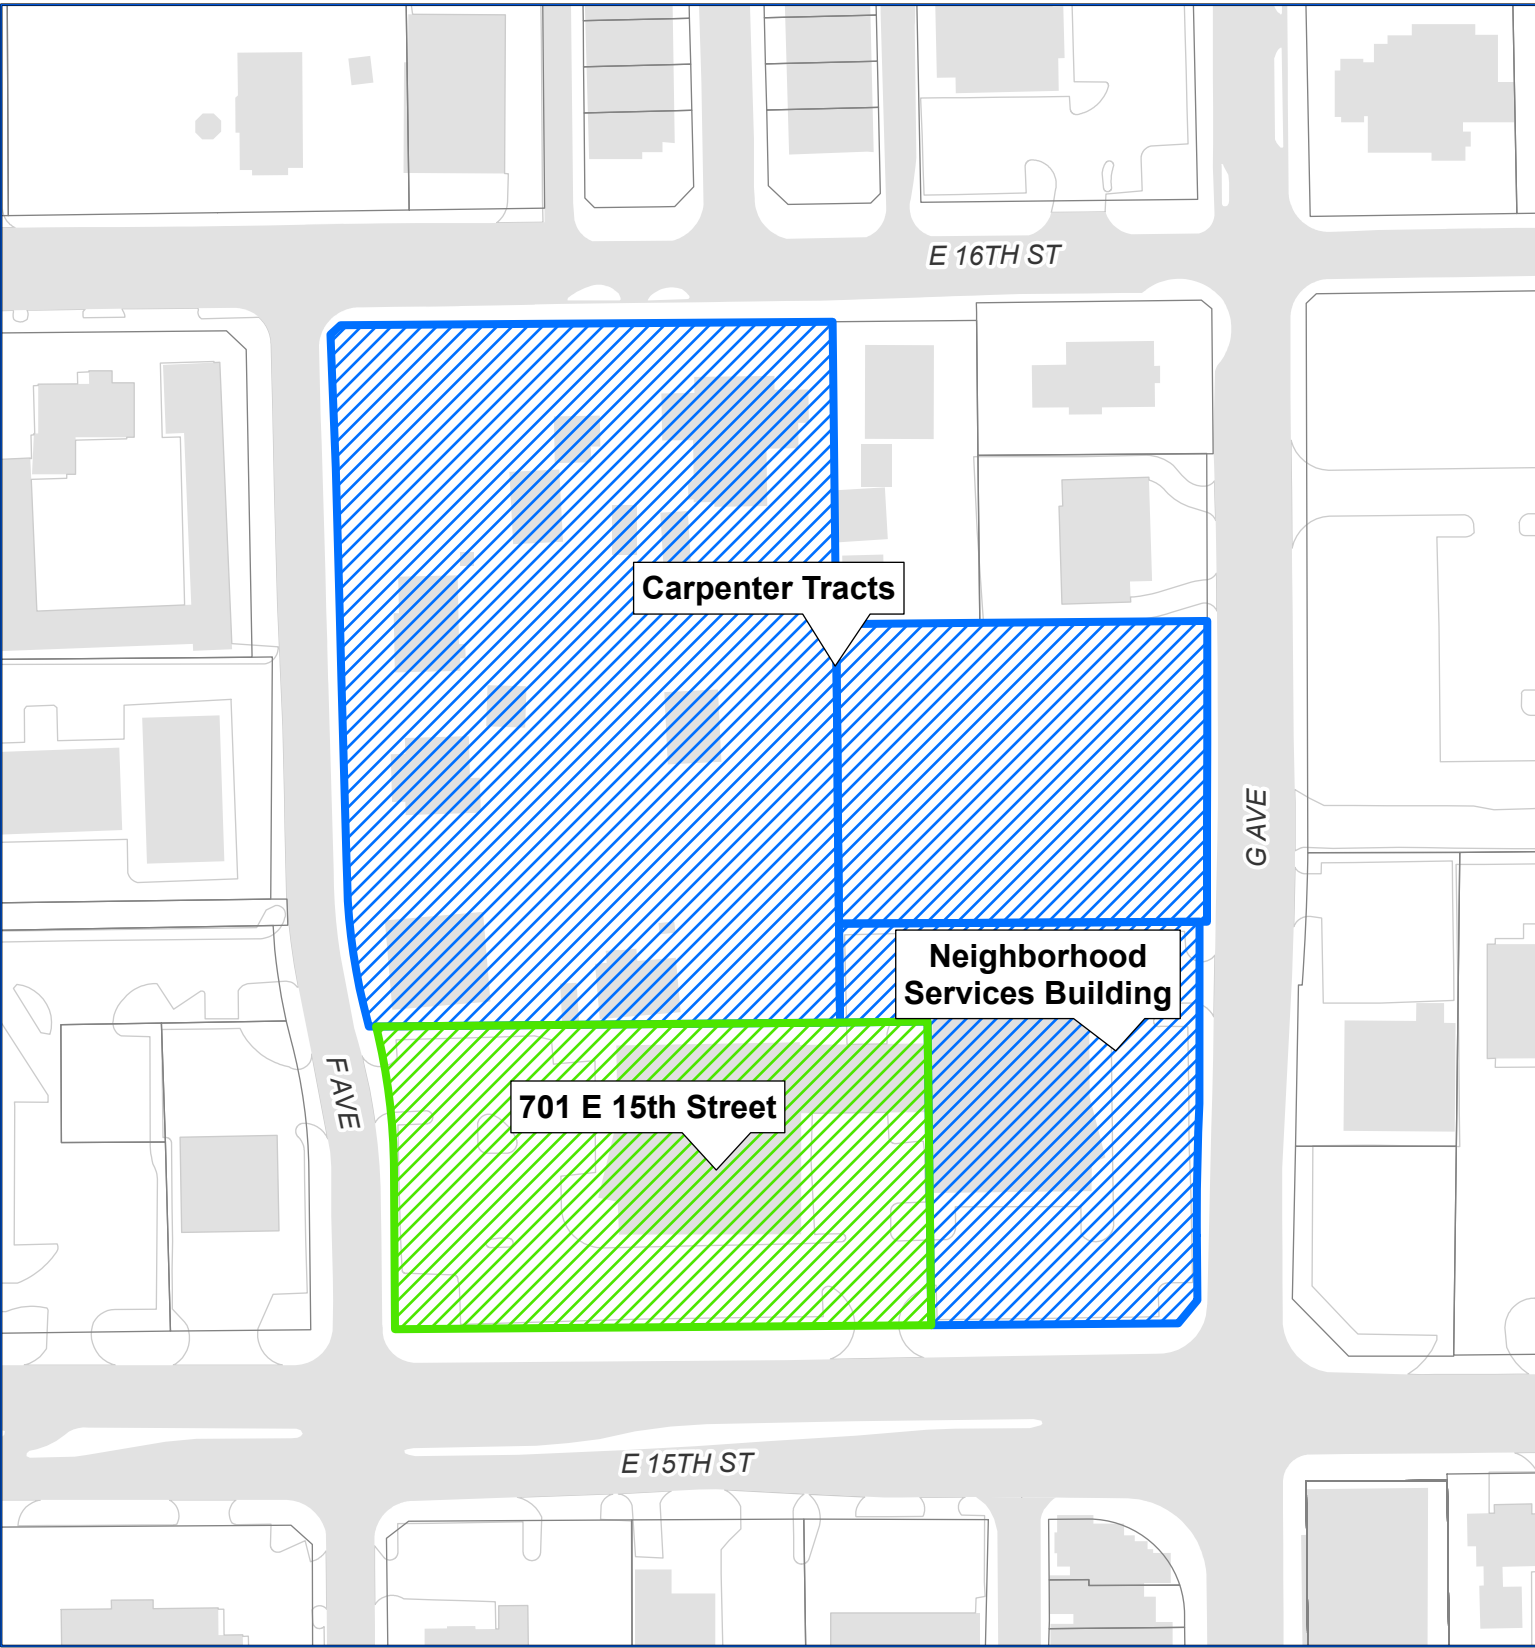 E 16TH ST
Carpenter Tracts
G AVE
Neighborhood
Services Building
F AVE
701 E 15th Street
E 15TH ST